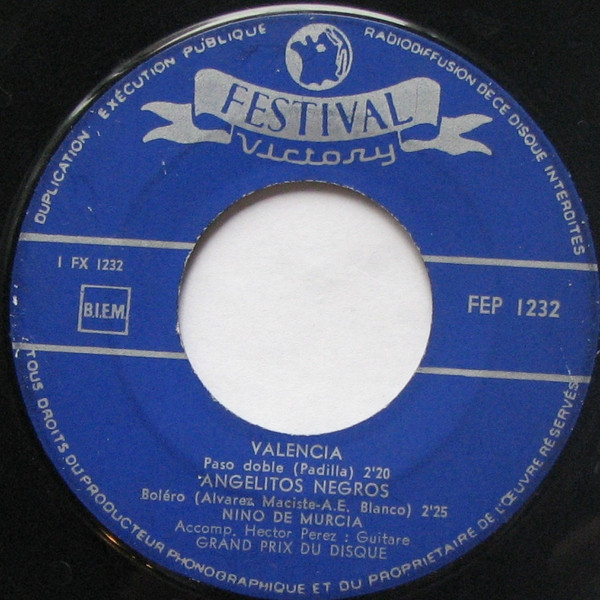 DUPLICATION - EXÉCUTION PUBLIQUE
RADIODIFFUSION DE CE DISQUE INTERDITES
FESTIVAL
Victory
1 FX 1232
B.I.E.M.
FEP 1232
VALENCIA
Paso doble (Padilla) 2'20
ANGELITOS NEGROS
Boléro (Alvarez Maciste-A.E. Blanco) 2'25
NINO DE MURCIA
Accomp. Hector Perez : Guitare
GRAND PRIX DU DISQUE
TOUS DROITS DU PRODUCTEUR PHONOGRAPHIQUE ET DU PROPRIETAIRE DE L'ŒUVRE RÉSERVÉS